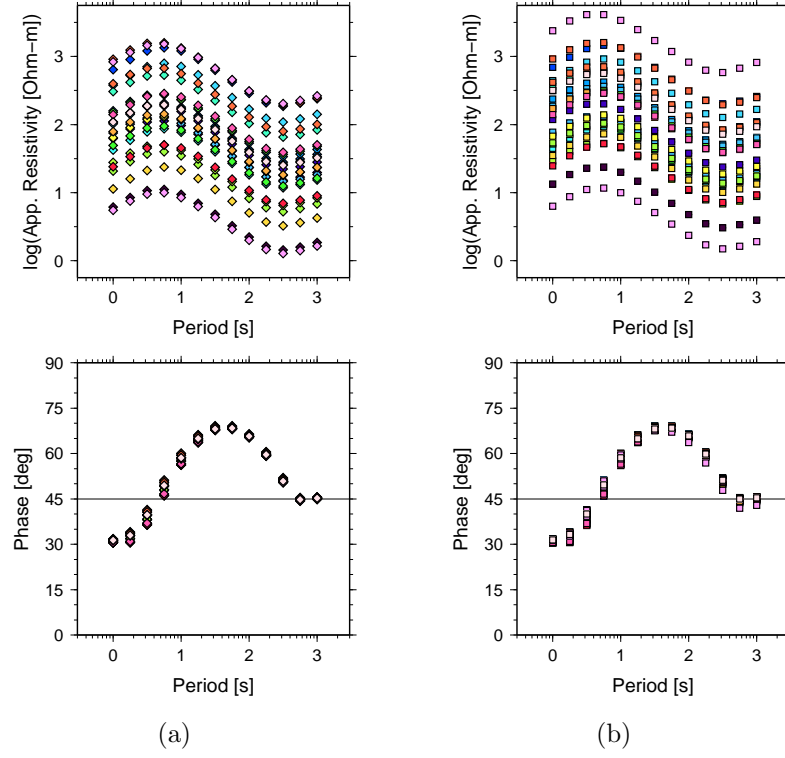 log(App. Resistivity [Ohm−m])
3
2
1
0
0 1 2 3
Period [s]
Phase [deg]
90
75
60
45
30
15
0
0 1 2 3
Period [s]
(a)
log(App. Resistivity [Ohm−m])
3
2
1
0
0 1 2 3
Period [s]
Phase [deg]
90
75
60
45
30
15
0
0 1 2 3
Period [s]
(b)